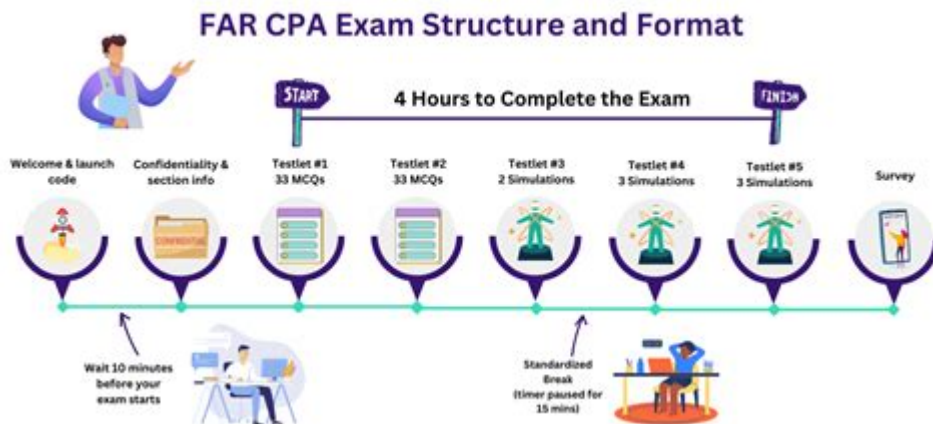 FAR CPA Exam Structure and Format
START
4 Hours to Complete the Exam
FINISH
Welcome & launch
code
Confidentiality &
section info
Testlet #1
33 MCQs
Testlet #2
33 MCQs
Testlet #3
2 Simulations
Testlet #4
3 Simulations
Testlet #5
3 Simulations
Survey
CONFIDENTIAL
Wait 10 minutes
before your
exam starts
Standardized
Break
(timer paused for
15 mins)